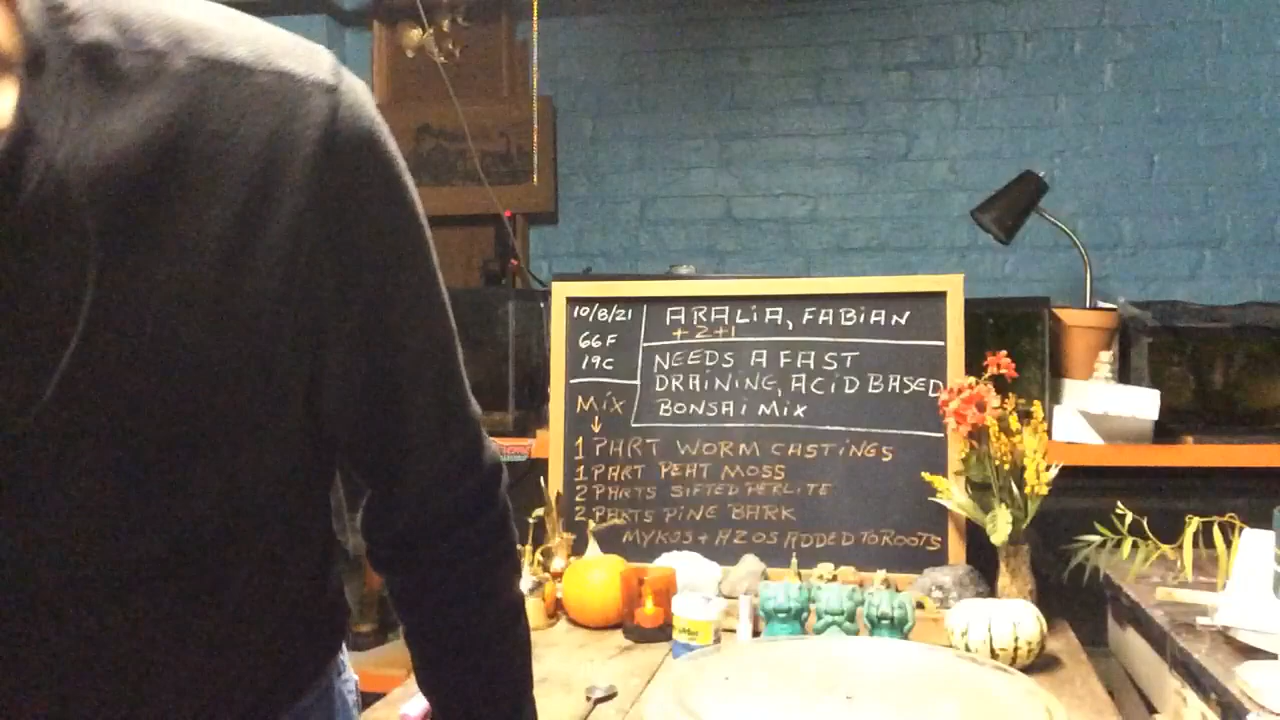 10/8/21
66F
19C
ARALIA, FABIAN
+2+1
NEEDS A FAST
DRAINING, ACID BASED
BONSAI MIX
MIX
↓
1 PART WORM CASTINGS
1 PART PEAT MOSS
2 PARTS SIFTED PERLITE
2 PARTS PINE BARK
MYKOS + AZOS ADDED TO ROOTS